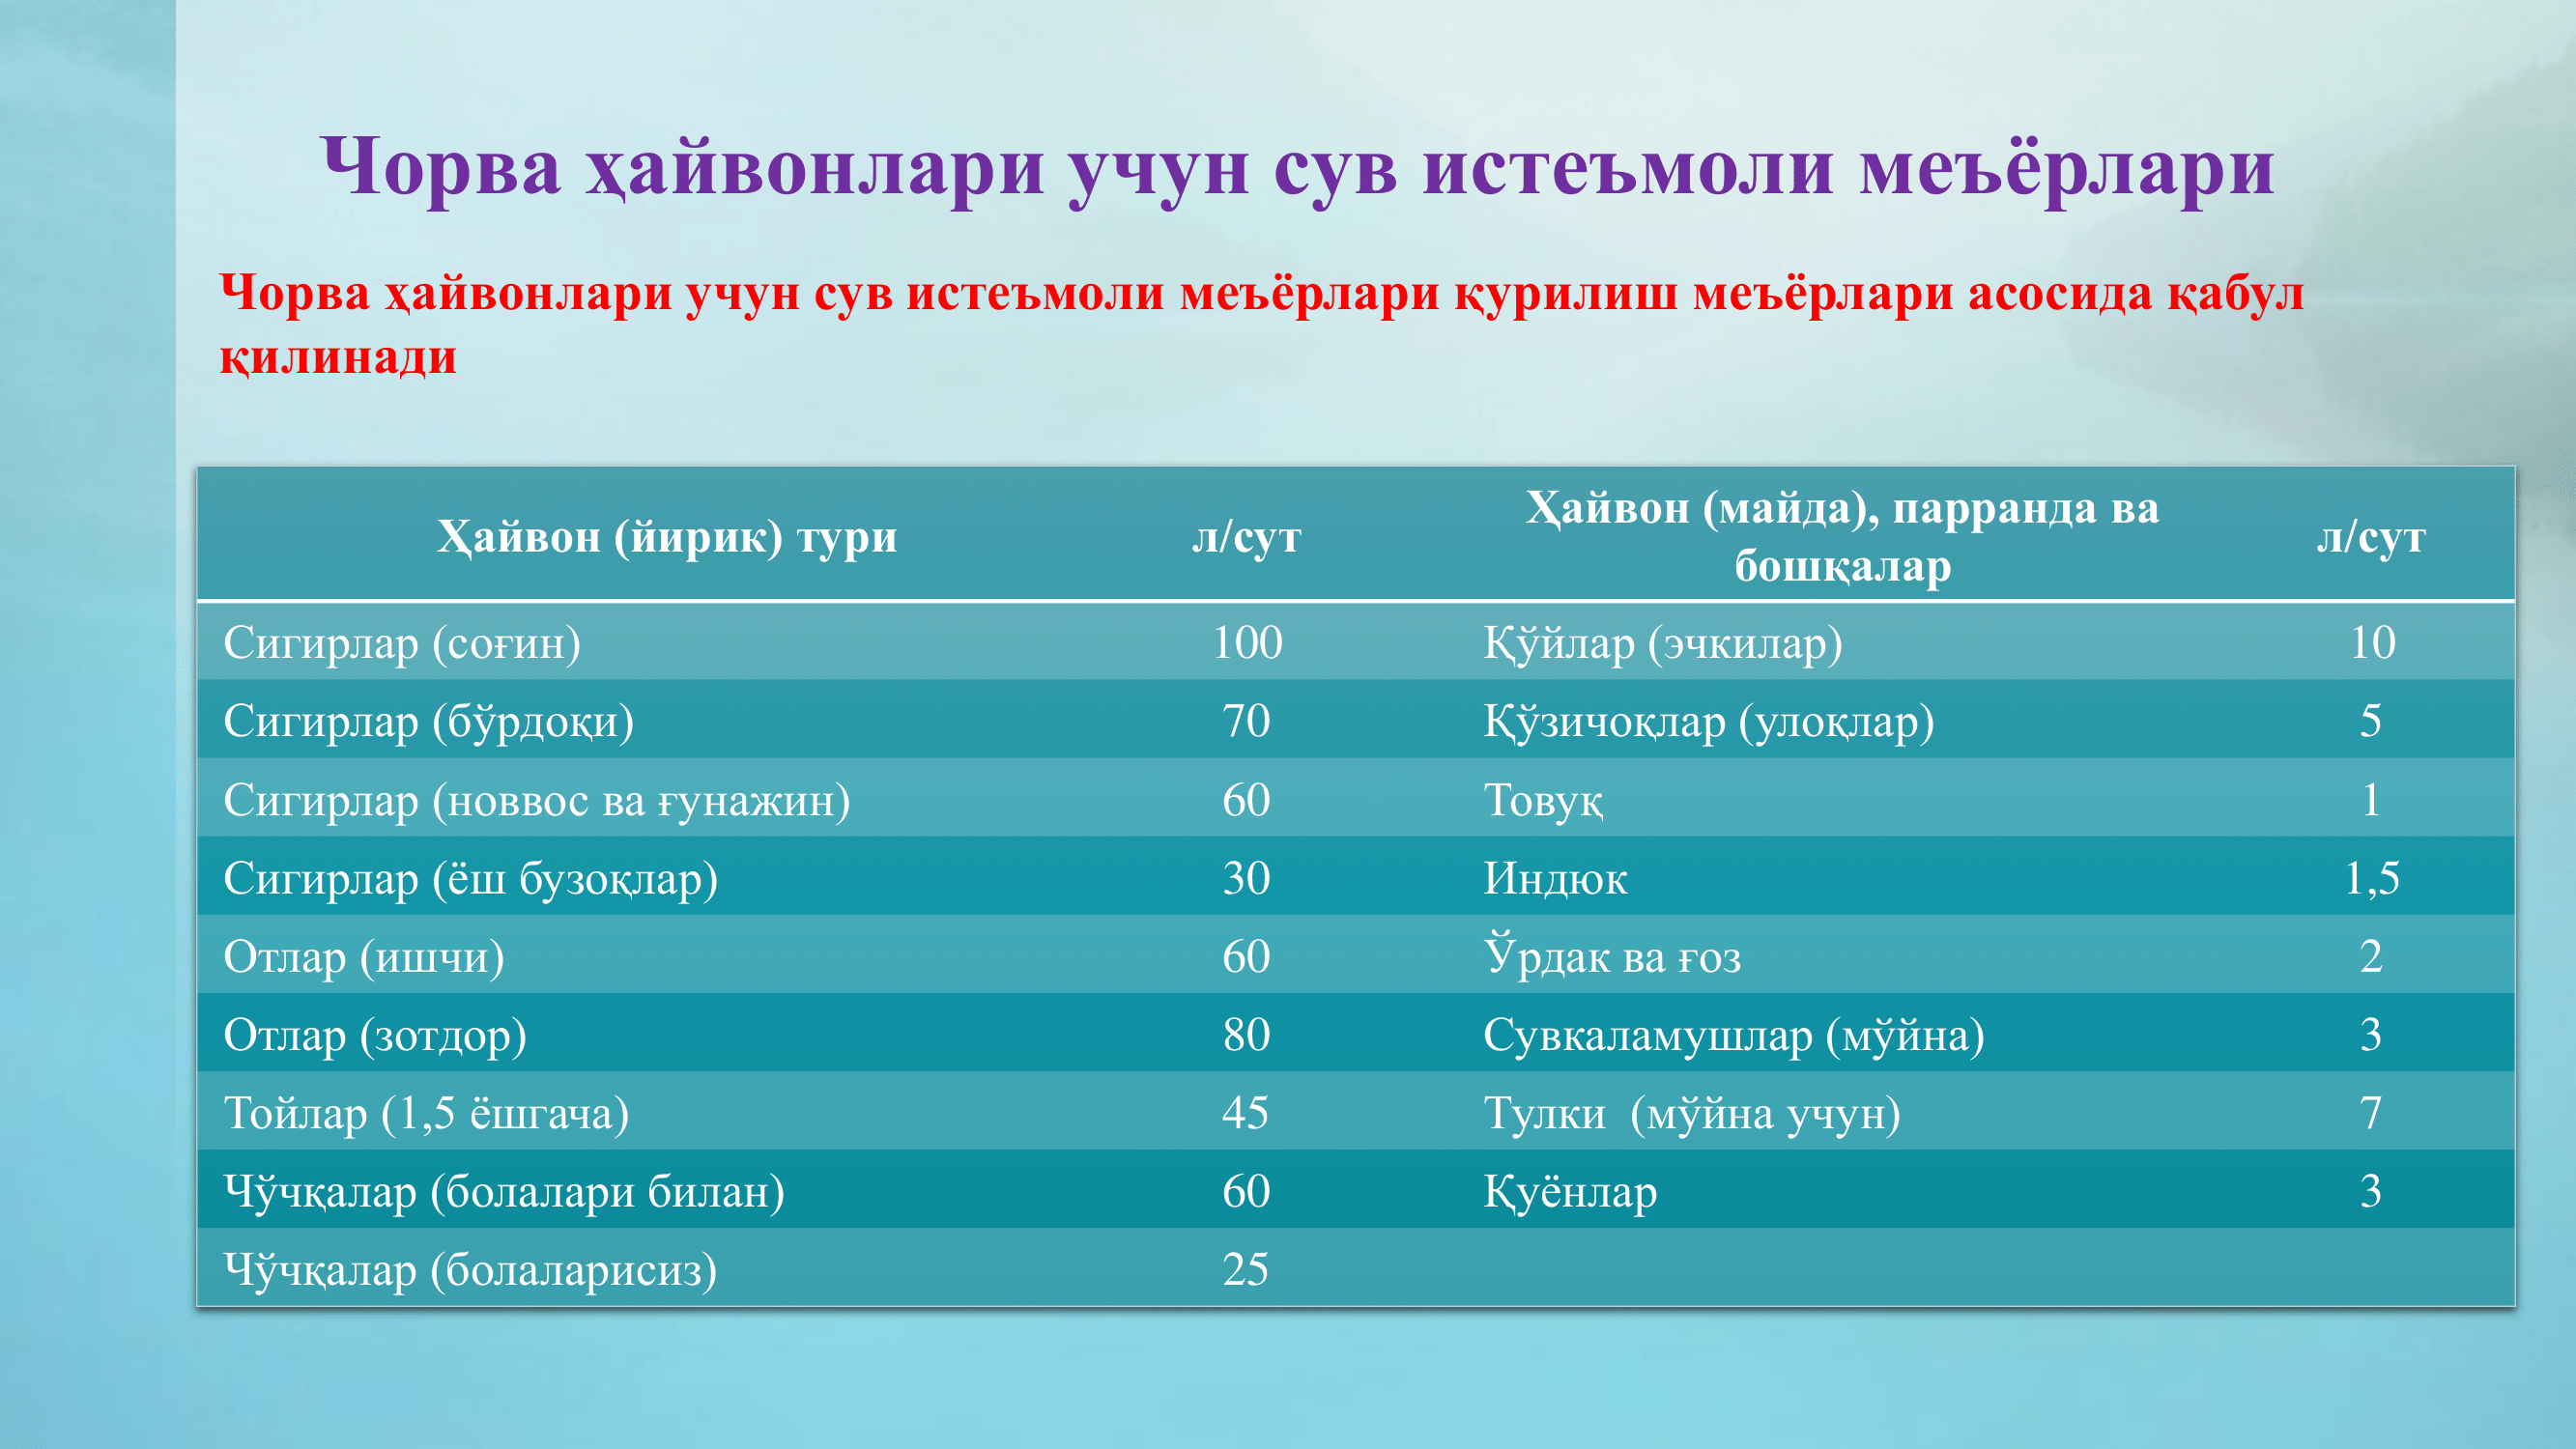 Чорва ҳайвонлари учун сув истеъмоли меъёрлари
Чорва ҳайвонлари учун сув истеъмоли меъёрлари қурилиш меъёрлари асосида қабул
қилинади
Ҳайвон (йирик) тури л/сут Ҳайвон (майда), парранда ва
бошқалар л/сут
Сигирлар (соғин) 100 Қўйлар (эчкилар) 10
Сигирлар (бўрдоқи) 70 Қўзичоқлар (улоқлар) 5
Сигирлар (новвос ва ғунажин) 60 Товуқ 1
Сигирлар (ёш бузоқлар) 30 Индюк 1,5
Отлар (ишчи) 60 Ўрдак ва ғоз 2
Отлар (зотдор) 80 Сувкаламушлар (мўйна) 3
Тойлар (1,5 ёшгача) 45 Тулки (мўйна учун) 7
Чўчқалар (болалари билан) 60 Қуёнлар 3
Чўчқалар (болаларисиз) 25